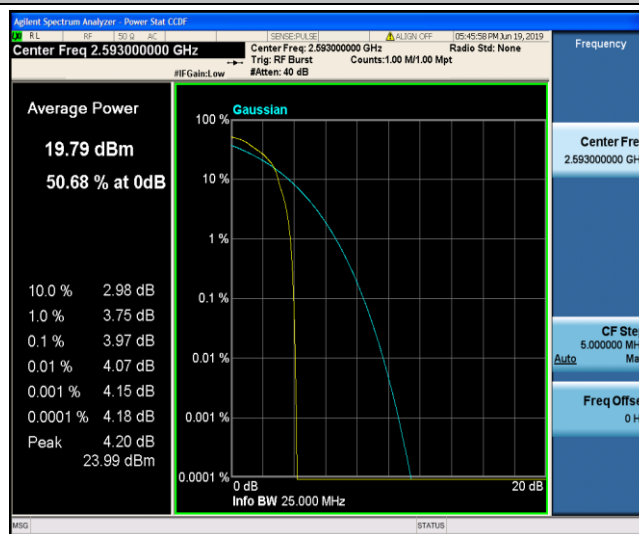 Agilent Spectrum Analyzer - Power Stat CCDF
RL RF 50 Ω AC SENSE:PULSE ALIGN OFF 05:45:58 PM Jun 19, 2019
Center Freq 2.593000000 GHz
Center Freq: 2.593000000 GHz Radio Std: None
Trig: RF Burst Counts:1.00 M/1.00 Mpt
#IFGain:Low #Atten: 40 dB
Frequency
Average Power
19.79 dBm
50.68 % at 0dB
10.0 % 2.98 dB
1.0 % 3.75 dB
0.1 % 3.97 dB
0.01 % 4.07 dB
0.001 % 4.15 dB
0.0001 % 4.18 dB
Peak 4.20 dB
23.99 dBm
Gaussian
100 %
10 %
1 %
0.1 %
0.01 %
0.001 %
0.0001 %
0 dB 20 dB
Info BW 25.000 MHz
Center Fre
2.593000000 GH
CF Ste
5.000000 MH
Auto Ma
Freq Offse
0 H
MSG STATUS